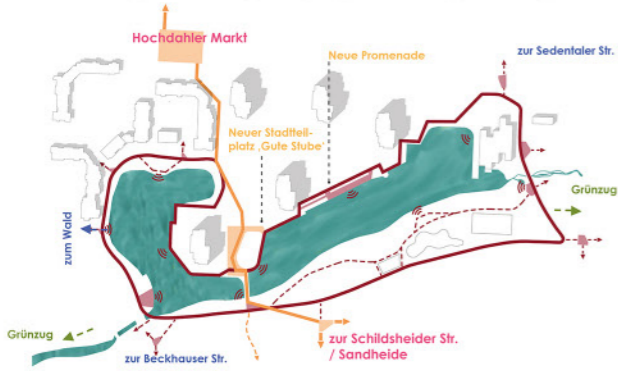 Hochdahler Markt
Neue Promenade
zur Sedentaler Str.
Neuer Stadtteil-
platz ‚Gute Stube'
Grünzug
zum Wald
Grünzug
zur Beckhauser Str.
zur Schildsheider Str.
/ Sandheide